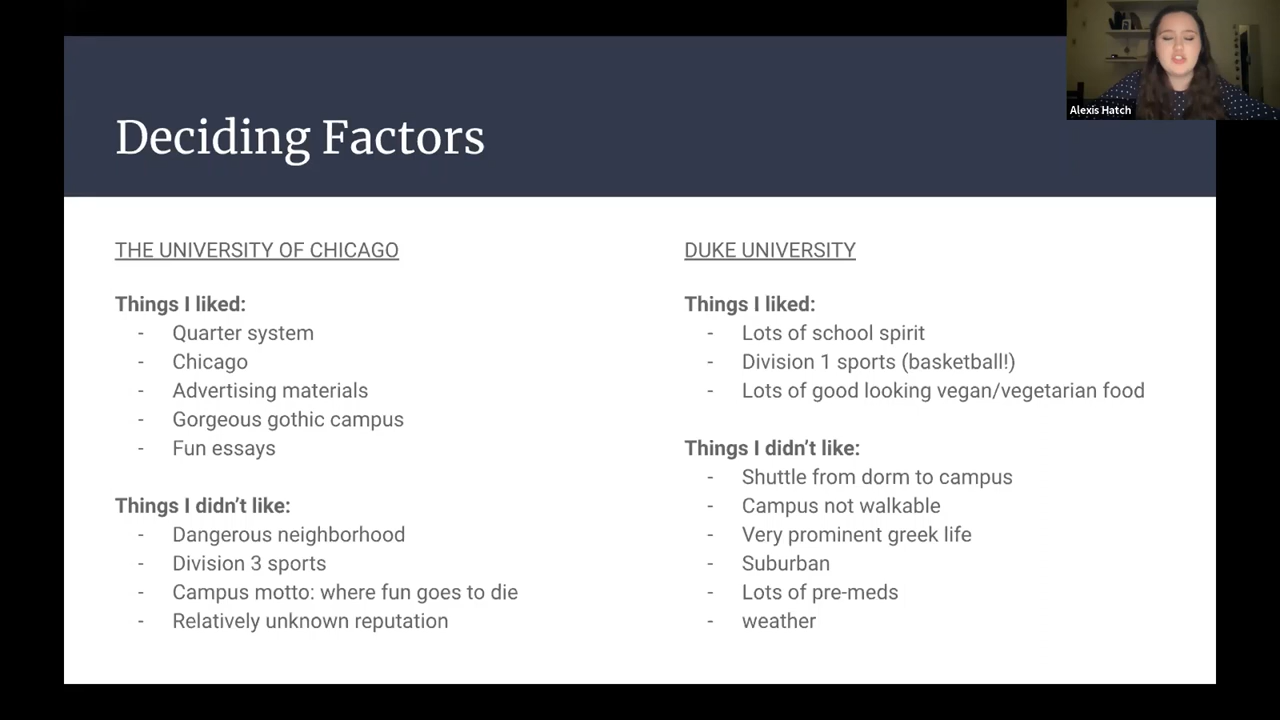 Alexis Hatch
Deciding Factors
THE UNIVERSITY OF CHICAGO
Things I liked:
- Quarter system
- Chicago
- Advertising materials
- Gorgeous gothic campus
- Fun essays
Things I didn’t like:
- Dangerous neighborhood
- Division 3 sports
- Campus motto: where fun goes to die
- Relatively unknown reputation
DUKE UNIVERSITY
Things I liked:
- Lots of school spirit
- Division 1 sports (basketball!)
- Lots of good looking vegan/vegetarian food
Things I didn’t like:
- Shuttle from dorm to campus
- Campus not walkable
- Very prominent greek life
- Suburban
- Lots of pre-meds
- weather